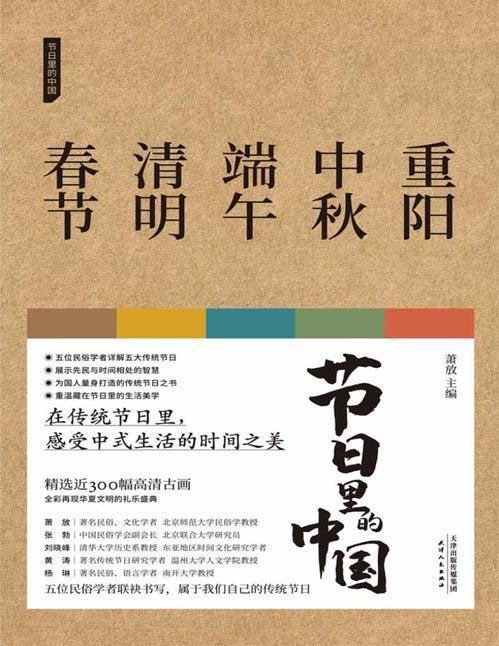 节日里的中国
春节 清明 端午 中秋 重阳
五位民俗学者详解五大传统节日
展示先民与时间相处的智慧
为国人量身打造的传统节日之书
重温藏在节日里的生活美学
在传统节日里，
感受中式生活的时间之美
精选近300幅高清古画
全彩再现华夏文明的礼乐盛典
萧 放｜著名民俗、文化学者 北京师范大学民俗学教授
张 勃｜中国民俗学会副会长 北京联合大学研究员
刘晓峰｜清华大学历史系教授 东亚地区时间文化研究学者
黄 涛｜著名传统节日研究学者 温州大学人文学院教授
杨 琳｜著名民俗、语言学者 南开大学教授
五位民俗学者联袂书写，属于我们自己的传统节日
萧放 主编
节日里的中国
天津出版传媒集团
天津人民出版社